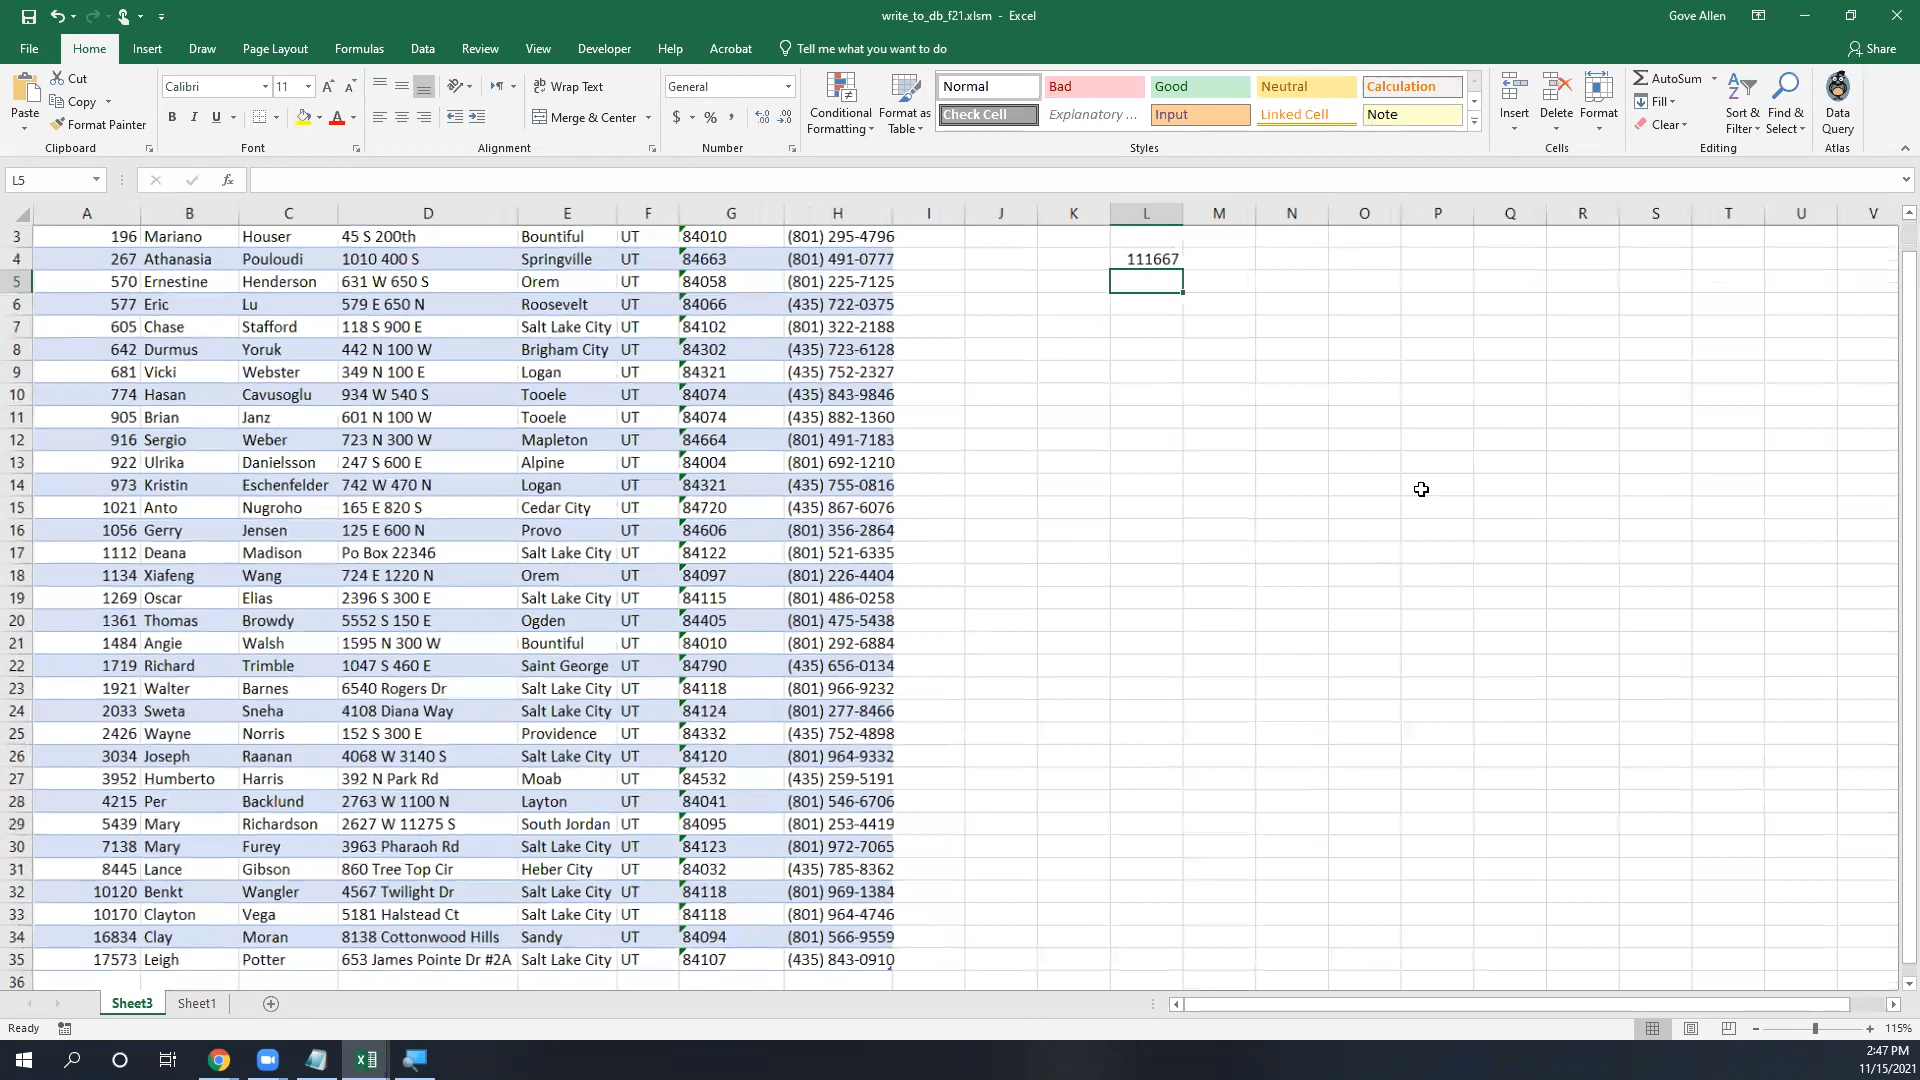 write_to_db_f21.xlsm - Excel
Gove Allen
File Home Insert Draw Page Layout Formulas Data Review View Developer Help Acrobat Tell me what you want to do Share
Paste Cut Copy Format Painter Clipboard
Calibri 11 B I U Font
Wrap Text Merge & Center Alignment
General $ % , Number
Conditional Formatting Format as Table
Normal Bad Good Neutral Calculation
Check Cell Explanatory ... Input Linked Cell Note
Styles
Insert Delete Format Cells
AutoSum Fill Clear Sort & Filter Find & Select Editing
Data Query Atlas
L5 fx
A B C D E F G H I J K L M N O P Q R S T U V
3 196 Mariano Houser 45 S 200th Bountiful UT 84010 (801) 295-4796
4 267 Athanasia Pouloudi 1010 400 S Springville UT 84663 (801) 491-0777 111667
5 570 Ernestine Henderson 631 W 650 S Orem UT 84058 (801) 225-7125
6 577 Eric Lu 579 E 650 N Roosevelt UT 84066 (435) 722-0375
7 605 Chase Stafford 118 S 900 E Salt Lake City UT 84102 (801) 322-2188
8 642 Durmus Yoruk 442 N 100 W Brigham City UT 84302 (435) 723-6128
9 681 Vicki Webster 349 N 100 E Logan UT 84321 (435) 752-2327
10 774 Hasan Cavusoglu 934 W 540 S Tooele UT 84074 (435) 843-9846
11 905 Brian Janz 601 N 100 W Tooele UT 84074 (435) 882-1360
12 916 Sergio Weber 723 N 300 W Mapleton UT 84664 (801) 491-7183
13 922 Ulrika Danielsson 247 S 600 E Alpine UT 84004 (801) 692-1210
14 973 Kristin Eschenfelder 742 W 470 N Logan UT 84321 (435) 755-0816
15 1021 Anto Nugroho 165 E 820 S Cedar City UT 84720 (435) 867-6076
16 1056 Gerry Jensen 125 E 600 N Provo UT 84606 (801) 356-2864
17 1112 Deana Madison Po Box 22346 Salt Lake City UT 84122 (801) 521-6335
18 1134 Xiafeng Wang 724 E 1220 N Orem UT 84097 (801) 226-4404
19 1269 Oscar Elias 2396 S 300 E Salt Lake City UT 84115 (801) 486-0258
20 1361 Thomas Browdy 5552 S 150 E Ogden UT 84405 (801) 475-5438
21 1484 Angie Walsh 1595 N 300 W Bountiful UT 84010 (801) 292-6884
22 1719 Richard Trimble 1047 S 460 E Saint George UT 84790 (435) 656-0134
23 1921 Walter Barnes 6540 Rogers Dr Salt Lake City UT 84118 (801) 966-9232
24 2033 Sweta Sneha 4108 Diana Way Salt Lake City UT 84124 (801) 277-8466
25 2426 Wayne Norris 152 S 300 E Providence UT 84332 (435) 752-4898
26 3034 Joseph Raanan 4068 W 3140 S Salt Lake City UT 84120 (801) 964-9332
27 3952 Humberto Harris 392 N Park Rd Moab UT 84532 (435) 259-5191
28 4215 Per Backlund 2763 W 1100 N Layton UT 84041 (801) 546-6706
29 5439 Mary Richardson 2627 W 11275 S South Jordan UT 84095 (801) 253-4419
30 7138 Mary Furey 3963 Pharaoh Rd Salt Lake City UT 84123 (801) 972-7065
31 8445 Lance Gibson 860 Tree Top Cir Heber City UT 84032 (435) 785-8362
32 10120 Benkt Wangler 4567 Twilight Dr Salt Lake City UT 84118 (801) 969-1384
33 10170 Clayton Vega 5181 Halstead Ct Salt Lake City UT 84118 (801) 964-4746
34 16834 Clay Moran 8138 Cottonwood Hills Sandy UT 84094 (801) 566-9559
35 17573 Leigh Potter 653 James Pointe Dr #2A Salt Lake City UT 84107 (435) 843-0910
36
Sheet3 Sheet1
Ready 115%
2:47 PM
11/15/2021